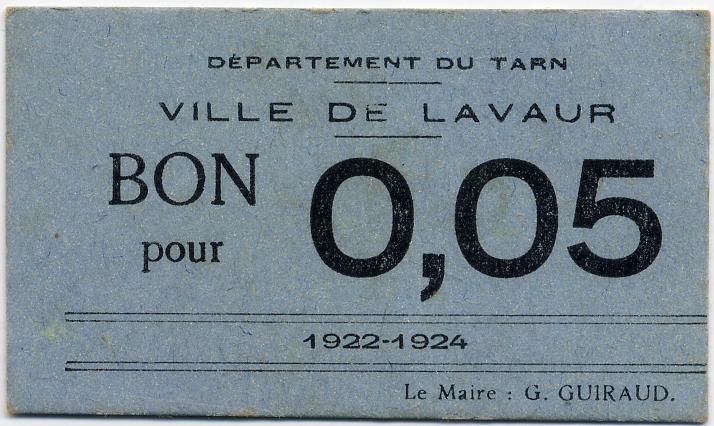 DÉPARTEMENT DU TARN
VILLE DE LAVAUR
BON
pour
0,05
1922-1924
Le Maire : G. GUIRAUD.